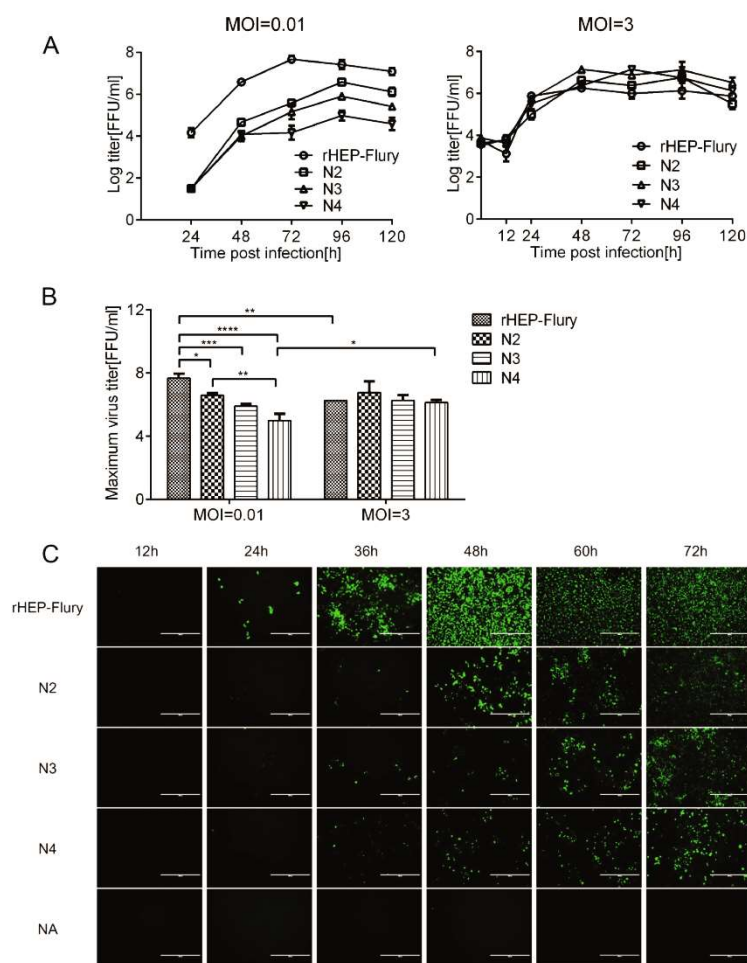 A
MOI=0.01
MOI=3
Log titer[FFU/ml]
8
6
4
2
0
rHEP-Flury
N2
N3
N4
24 48 72 96 120
Time post infection[h]
Log titer[FFU/ml]
8
6
4
2
0
rHEP-Flury
N2
N3
N4
12 24 48 72 96 120
Time post infection[h]
B
Maximum virus titer[FFU/ml]
12
8
4
0
**
****
***
*
**
*
rHEP-Flury
N2
N3
N4
MOI=0.01 MOI=3
C
12h 24h 36h 48h 60h 72h
rHEP-Flury
N2
N3
N4
NA